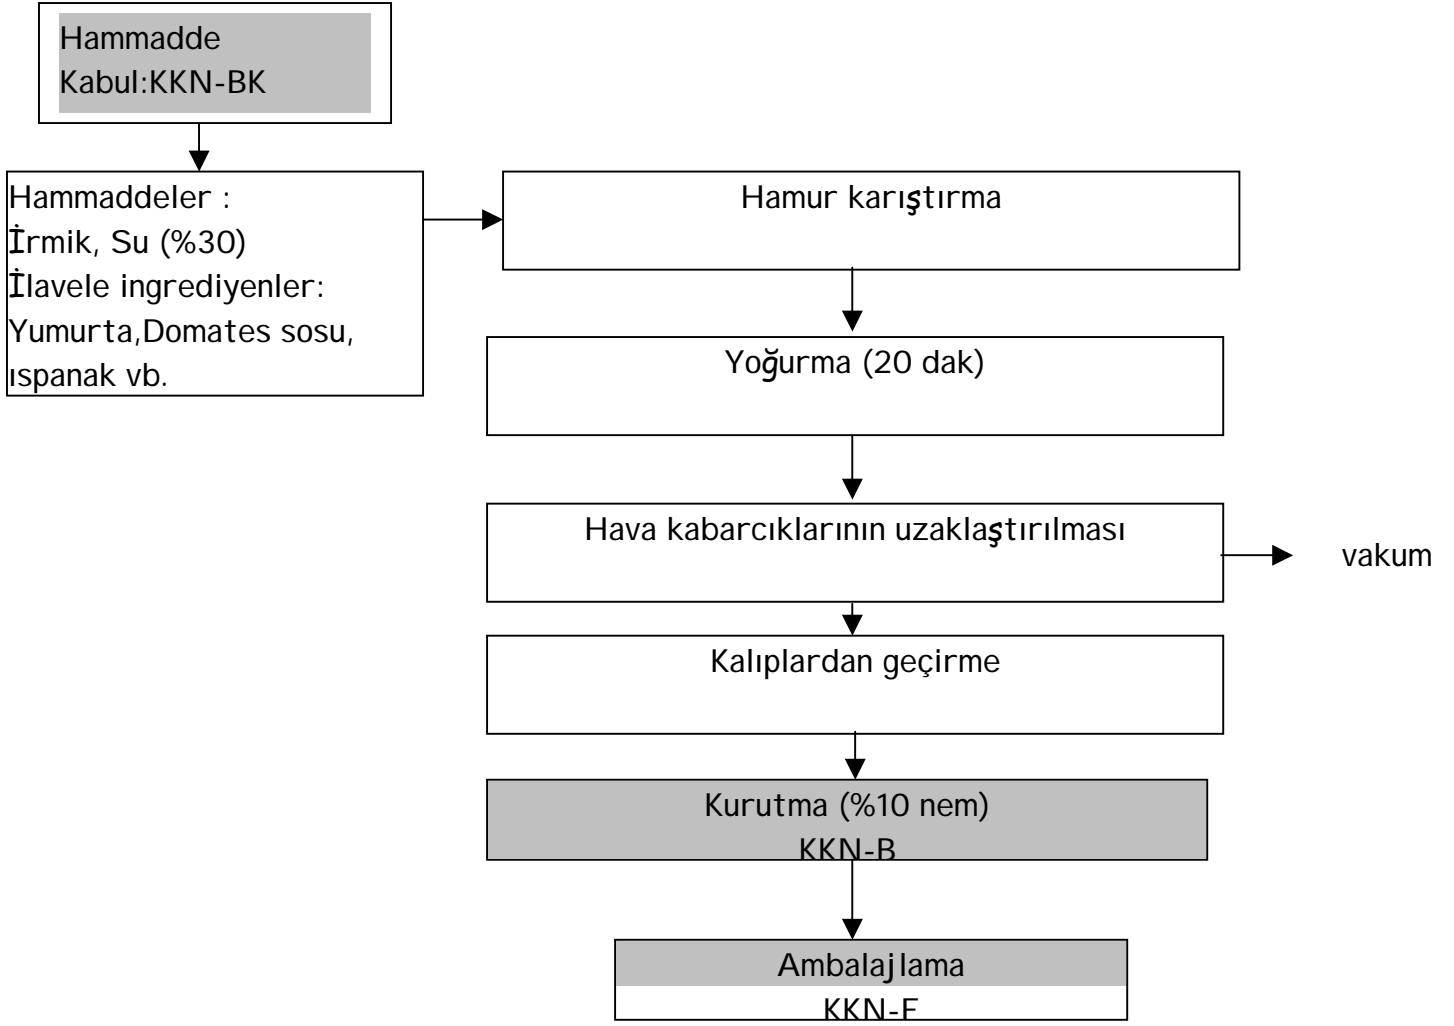 Hammadde
Kabul:KKN-BK
Hammaddeler :
İrmik, Su (%30)
İlavele ingrediyenler:
Yumurta,Domates sosu,
ıspanak vb.
Hamur karıştırma
Yoğurma (20 dak)
Hava kabarcıklarının uzaklaştırılması
vakum
Kalıplardan geçirme
Kurutma (%10 nem)
KKN-B
Ambalajlama
KKN-F